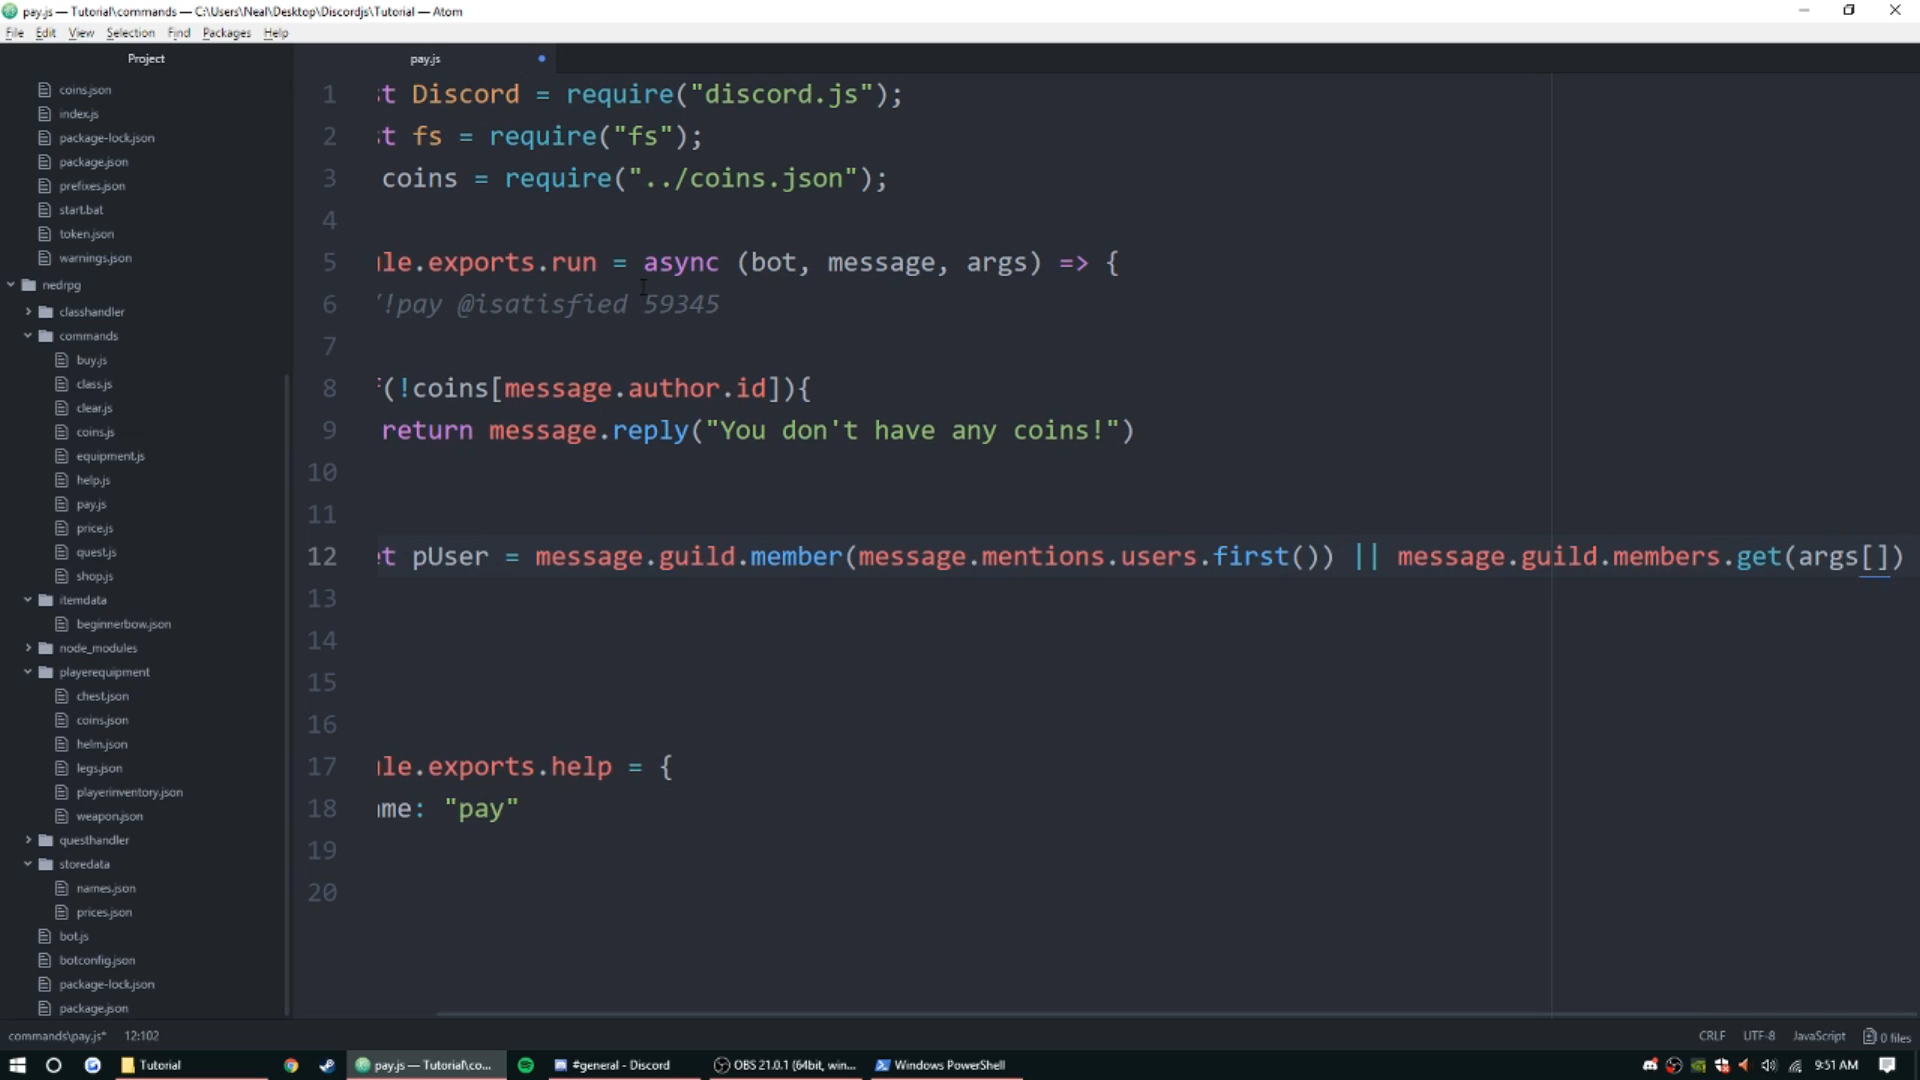 pay.js — Tutorial\commands — C:\Users\Neal\Desktop\Discordjs\Tutorial — Atom
File Edit View Selection Find Packages Help
Project
coins.json
index.js
package-lock.json
package.json
prefixes.json
start.bat
token.json
warnings.json
nedrpg
classhandler
commands
buy.js
class.js
clear.js
coins.js
equipment.js
help.js
pay.js
price.js
quest.js
shop.js
itemdata
beginnerbow.json
node_modules
playerequipment
chest.json
coins.json
helm.json
legs.json
playerinventory.json
weapon.json
questhandler
storedata
names.json
prices.json
bot.js
botconfig.json
package-lock.json
package.json
pay.js
1 st Discord = require("discord.js");
2 st fs = require("fs");
3 coins = require("../coins.json");
4
5 ule.exports.run = async (bot, message, args) => {
6 /!pay @isatisfied 59345
7
8 f(!coins[message.author.id]){
9 return message.reply("You don't have any coins!")
10
11
12 et pUser = message.guild.member(message.mentions.users.first()) || message.guild.members.get(args[])
13
14
15
16
17 ule.exports.help = {
18 ame: "pay"
19
20
commands\pay.js* 12:102 CRLF UTF-8 JavaScript 0 files
Tutorial pay.js — Tutorial\co... #general - Discord OBS 21.0.1 (64bit, win... Windows PowerShell 9:51 AM